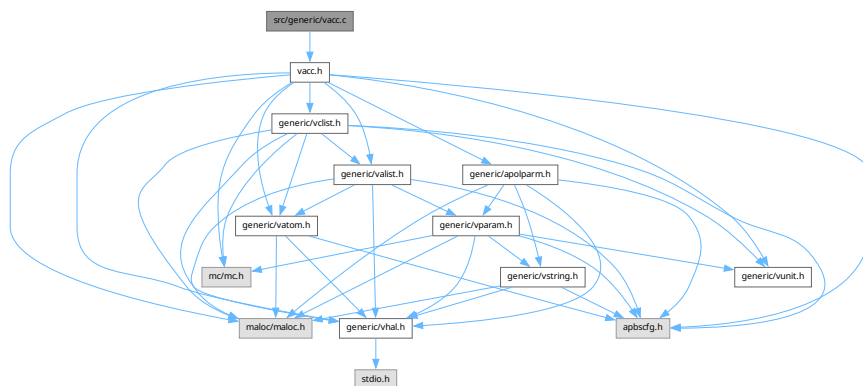 src/generic/vacc.c
vacc.h
generic/vclist.h
generic/valist.h
generic/apolparm.h
generic/vatom.h
generic/vparam.h
mc/mc.h
generic/vstring.h
generic/vunit.h
maloc/maloc.h
generic/vhal.h
apbscfg.h
stdio.h